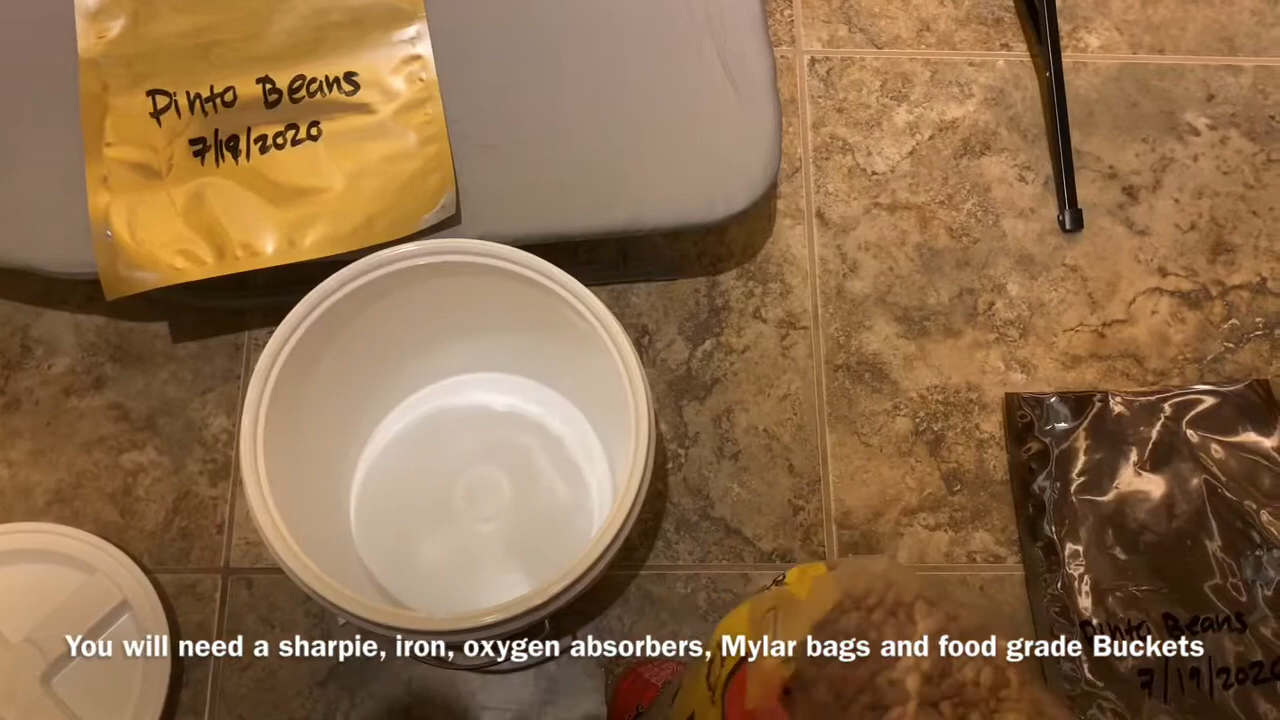 Pinto Beans
7/19/2020
You will need a sharpie, iron, oxygen absorbers, Mylar bags and food grade Buckets
Pinto Beans
7/19/2020